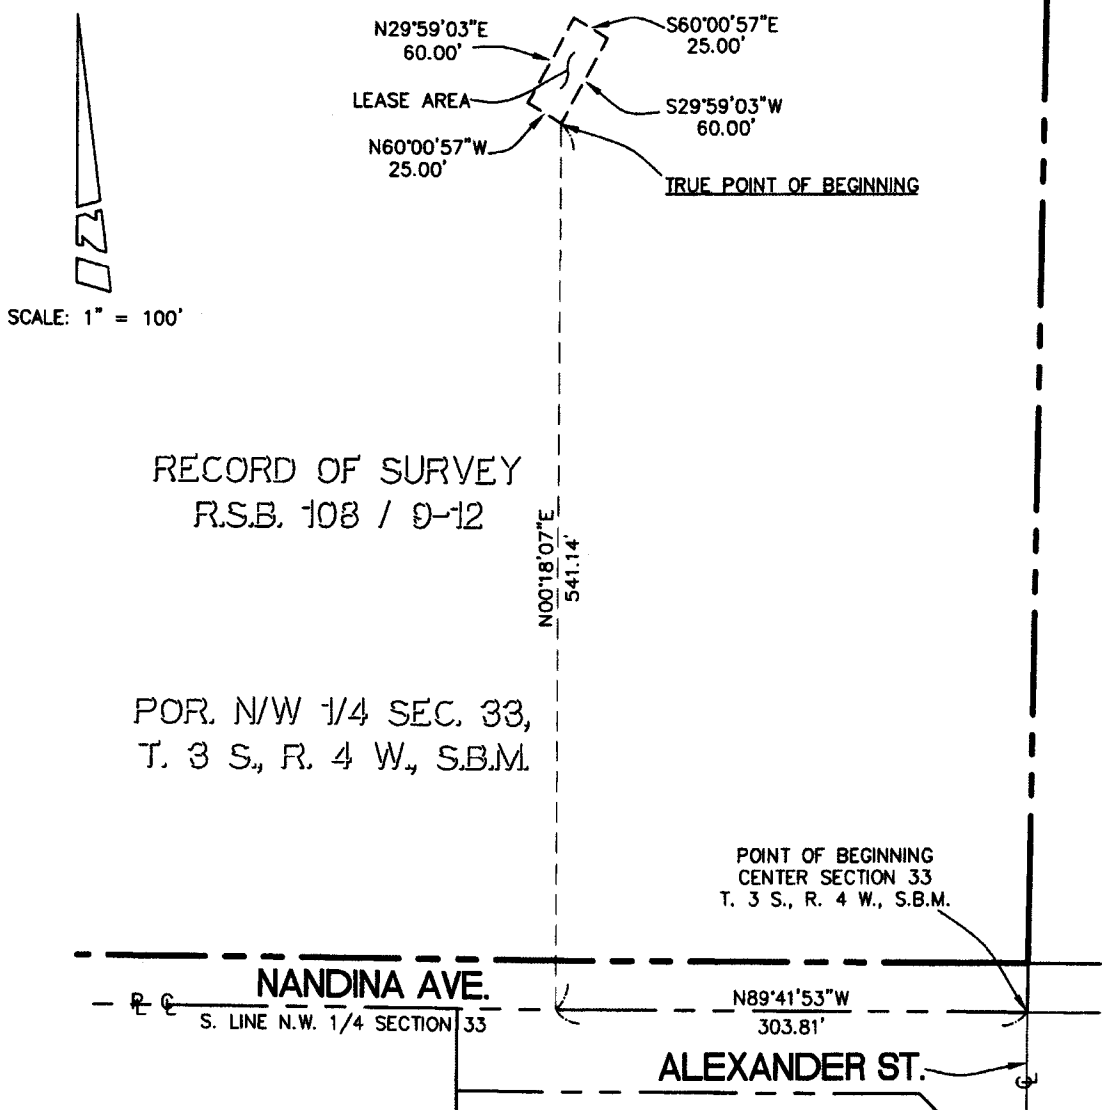 N29°59'03"E
60.00'
S60°00'57"E
25.00'
LEASE AREA
S29°59'03"W
60.00'
N60°00'57"W
25.00'
TRUE POINT OF BEGINNING
N
SCALE: 1" = 100'
RECORD OF SURVEY
R.S.B. 108 / 9-12
N00°18'07"E
541.14'
POR. N/W 1/4 SEC. 33,
T. 3 S., R. 4 W., S.B.M.
POINT OF BEGINNING
CENTER SECTION 33
T. 3 S., R. 4 W., S.B.M.
NANDINA AVE.
S. LINE N.W. 1/4 SECTION 33
N89°41'53"W
303.81'
ALEXANDER ST.